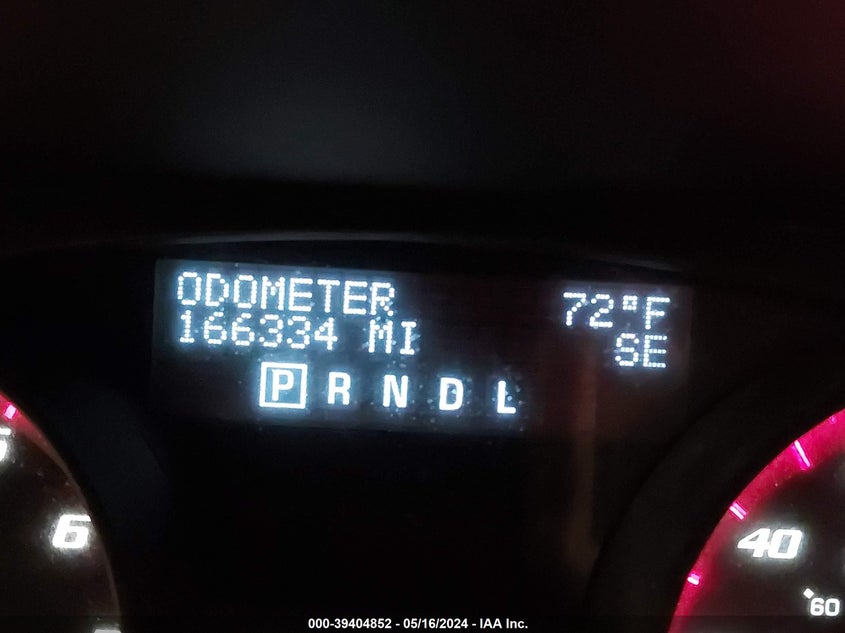 ODOMETER 72°F
166334 MI SE
P R N D L
6
40
60
000-39404852 - 05/16/2024 - IAA Inc.